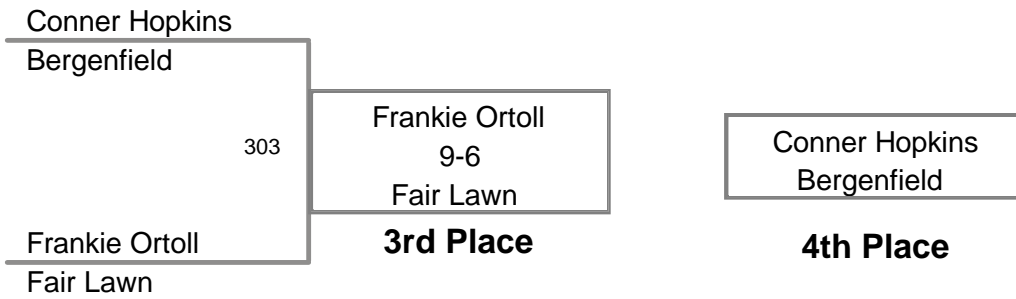 Conner Hopkins
Bergenfield
303
Frankie Ortoll
Fair Lawn
Frankie Ortoll
9-6
Fair Lawn
3rd Place
Conner Hopkins
Bergenfield
4th Place